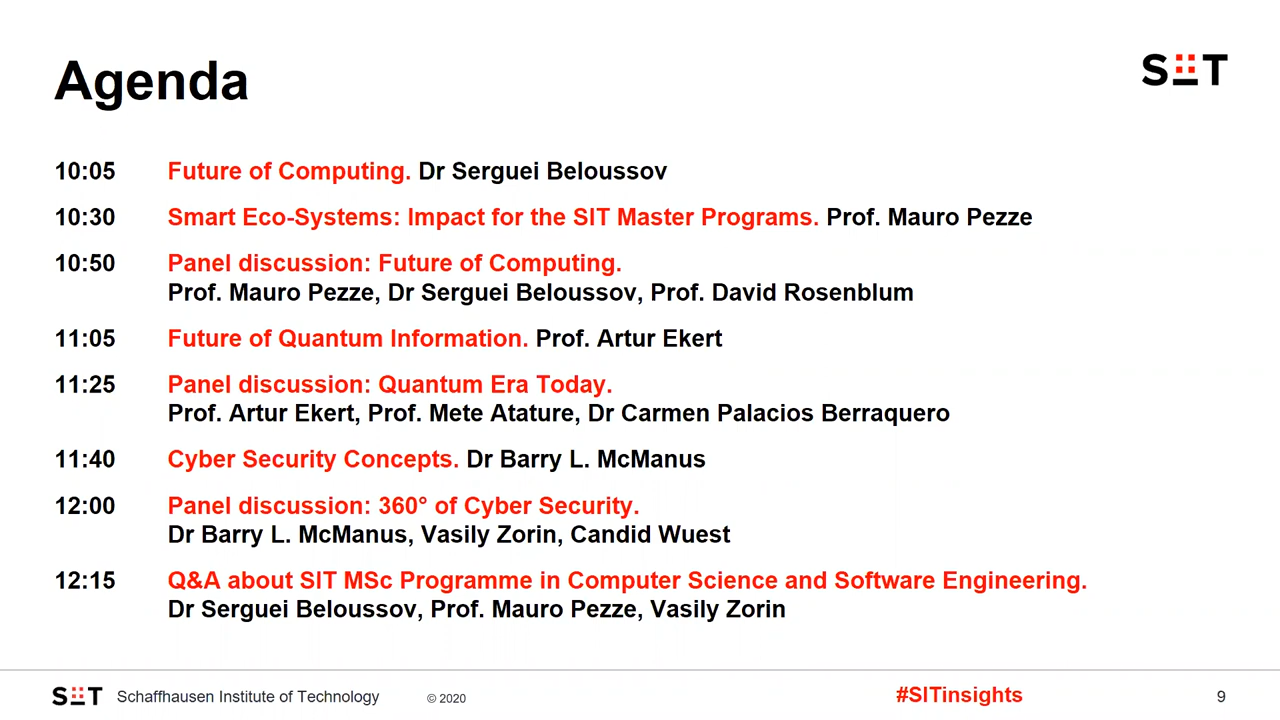 Agenda
SIT
10:05 Future of Computing. Dr Serguei Beloussov
10:30 Smart Eco-Systems: Impact for the SIT Master Programs. Prof. Mauro Pezze
10:50 Panel discussion: Future of Computing.
Prof. Mauro Pezze, Dr Serguei Beloussov, Prof. David Rosenblum
11:05 Future of Quantum Information. Prof. Artur Ekert
11:25 Panel discussion: Quantum Era Today.
Prof. Artur Ekert, Prof. Mete Atature, Dr Carmen Palacios Berraquero
11:40 Cyber Security Concepts. Dr Barry L. McManus
12:00 Panel discussion: 360° of Cyber Security.
Dr Barry L. McManus, Vasily Zorin, Candid Wuest
12:15 Q&A about SIT MSc Programme in Computer Science and Software Engineering.
Dr Serguei Beloussov, Prof. Mauro Pezze, Vasily Zorin
SIT Schaffhausen Institute of Technology © 2020 #SITinsights 9